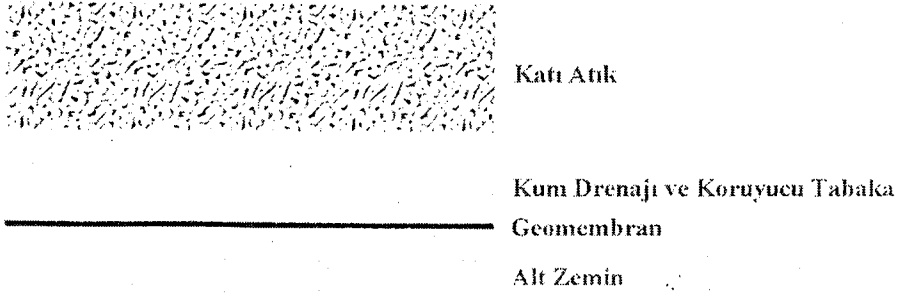 Katı Atık
Kum Drenajı ve Koruyucu Tabaka
Geomembran
Alt Zemin